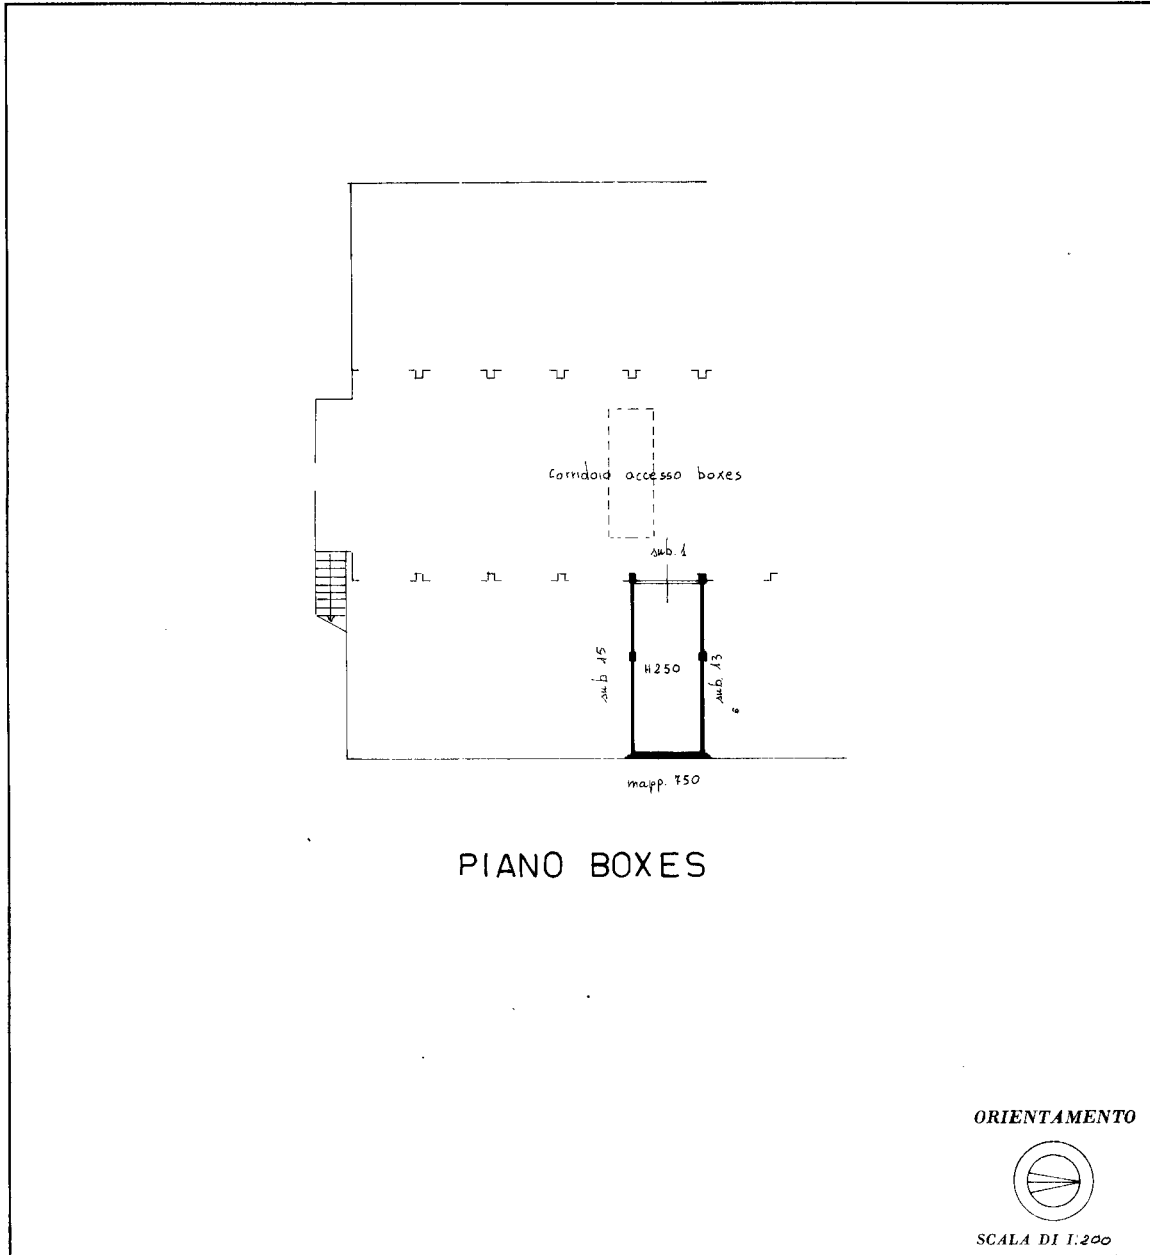 Corridoio accesso boxes
sub. 1
sub 15
H250
sub. 13
mapp. 750
PIANO BOXES
ORIENTAMENTO
SCALA DI 1:200